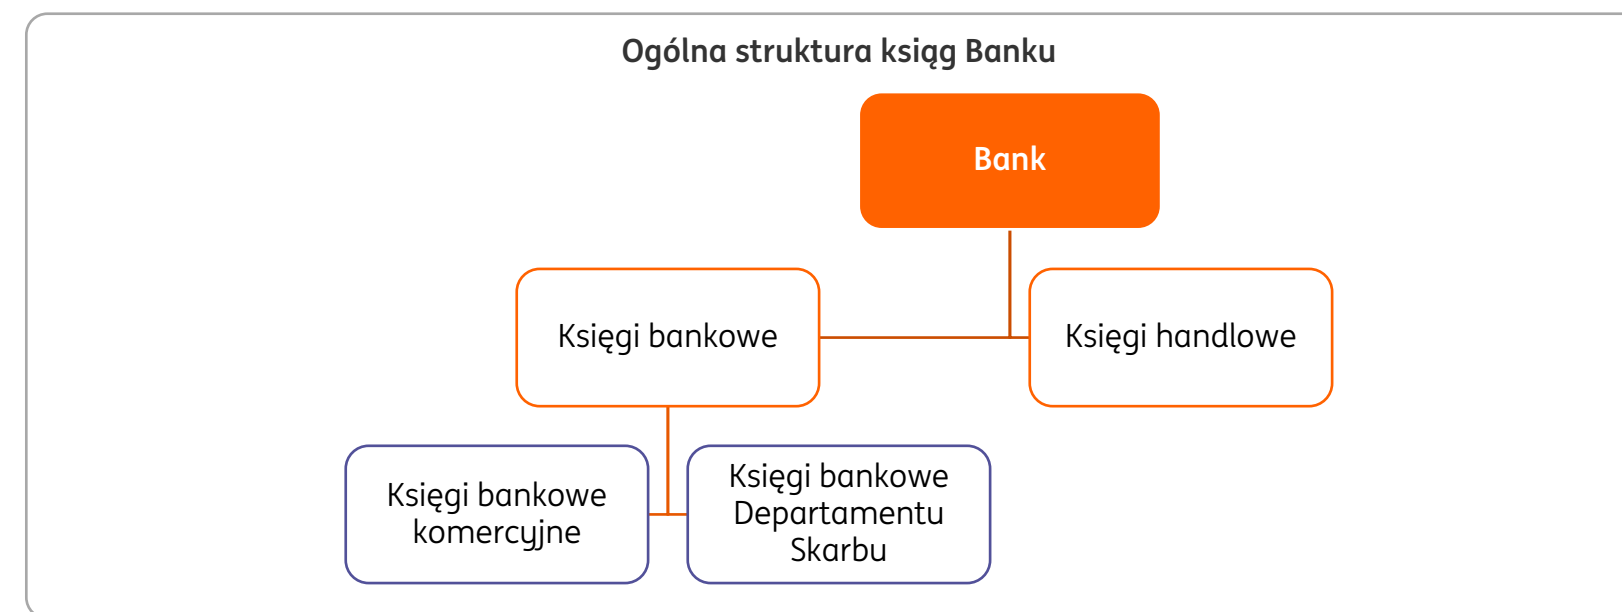 Ogólna struktura ksiąg Banku
Bank
Księgi bankowe
Księgi handlowe
Księgi bankowe
komercyjne
Księgi bankowe
Departamentu
Skarbu